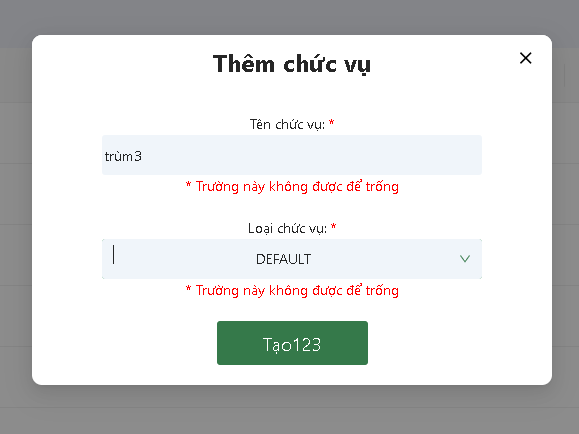 Thêm chức vụ
Tên chức vụ: *
trùm3
* Trường này không được để trống
Loại chức vụ: *
DEFAULT
* Trường này không được để trống
Tạo123